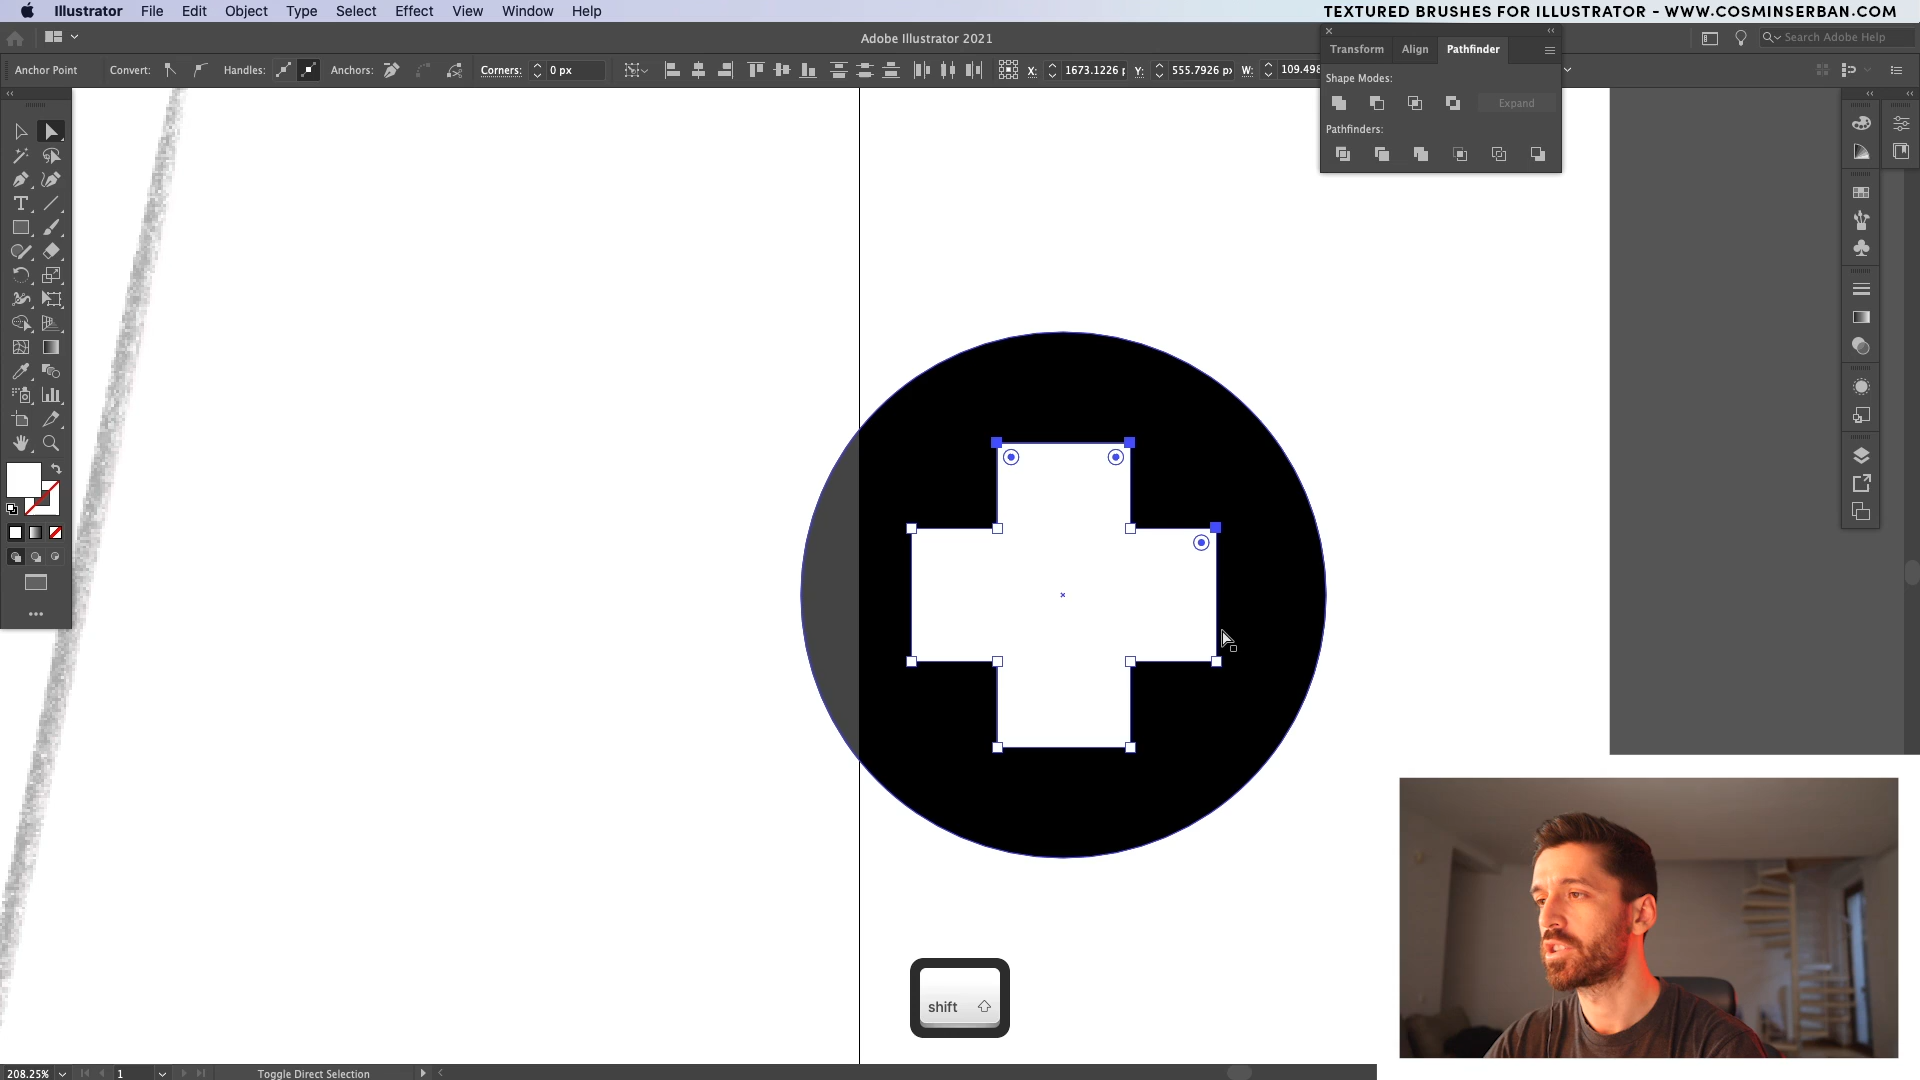 Illustrator File Edit Object Type Select Effect View Window Help
TEXTURED BRUSHES FOR ILLUSTRATOR - WWW.COSMINSERBAN.COM
Adobe Illustrator 2021
Search Adobe Help
Anchor Point Convert: Handles: Anchors: Corners: 0 px X: 1673.1226 Y: 555.7926 px W: 109.498
Transform Align Pathfinder
Shape Modes:
Expand
Pathfinders:
shift
208.25% 1 Toggle Direct Selection